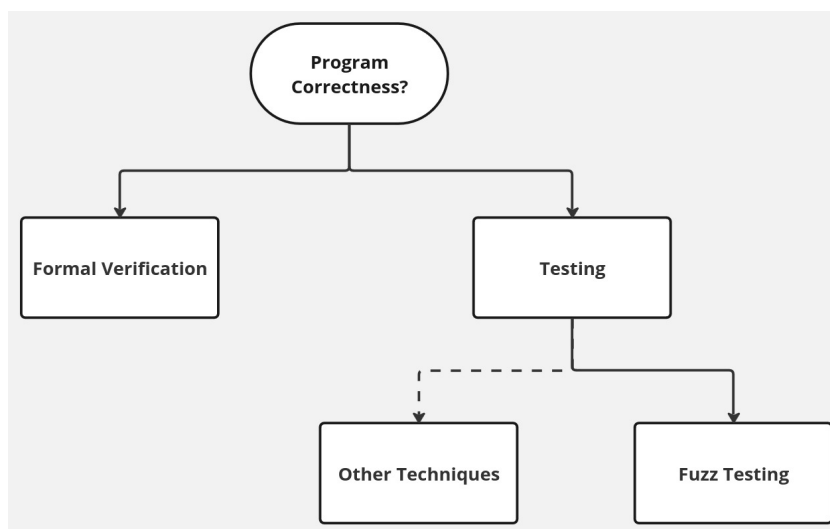 Program
Correctness?
Formal Verification
Testing
Other Techniques
Fuzz Testing